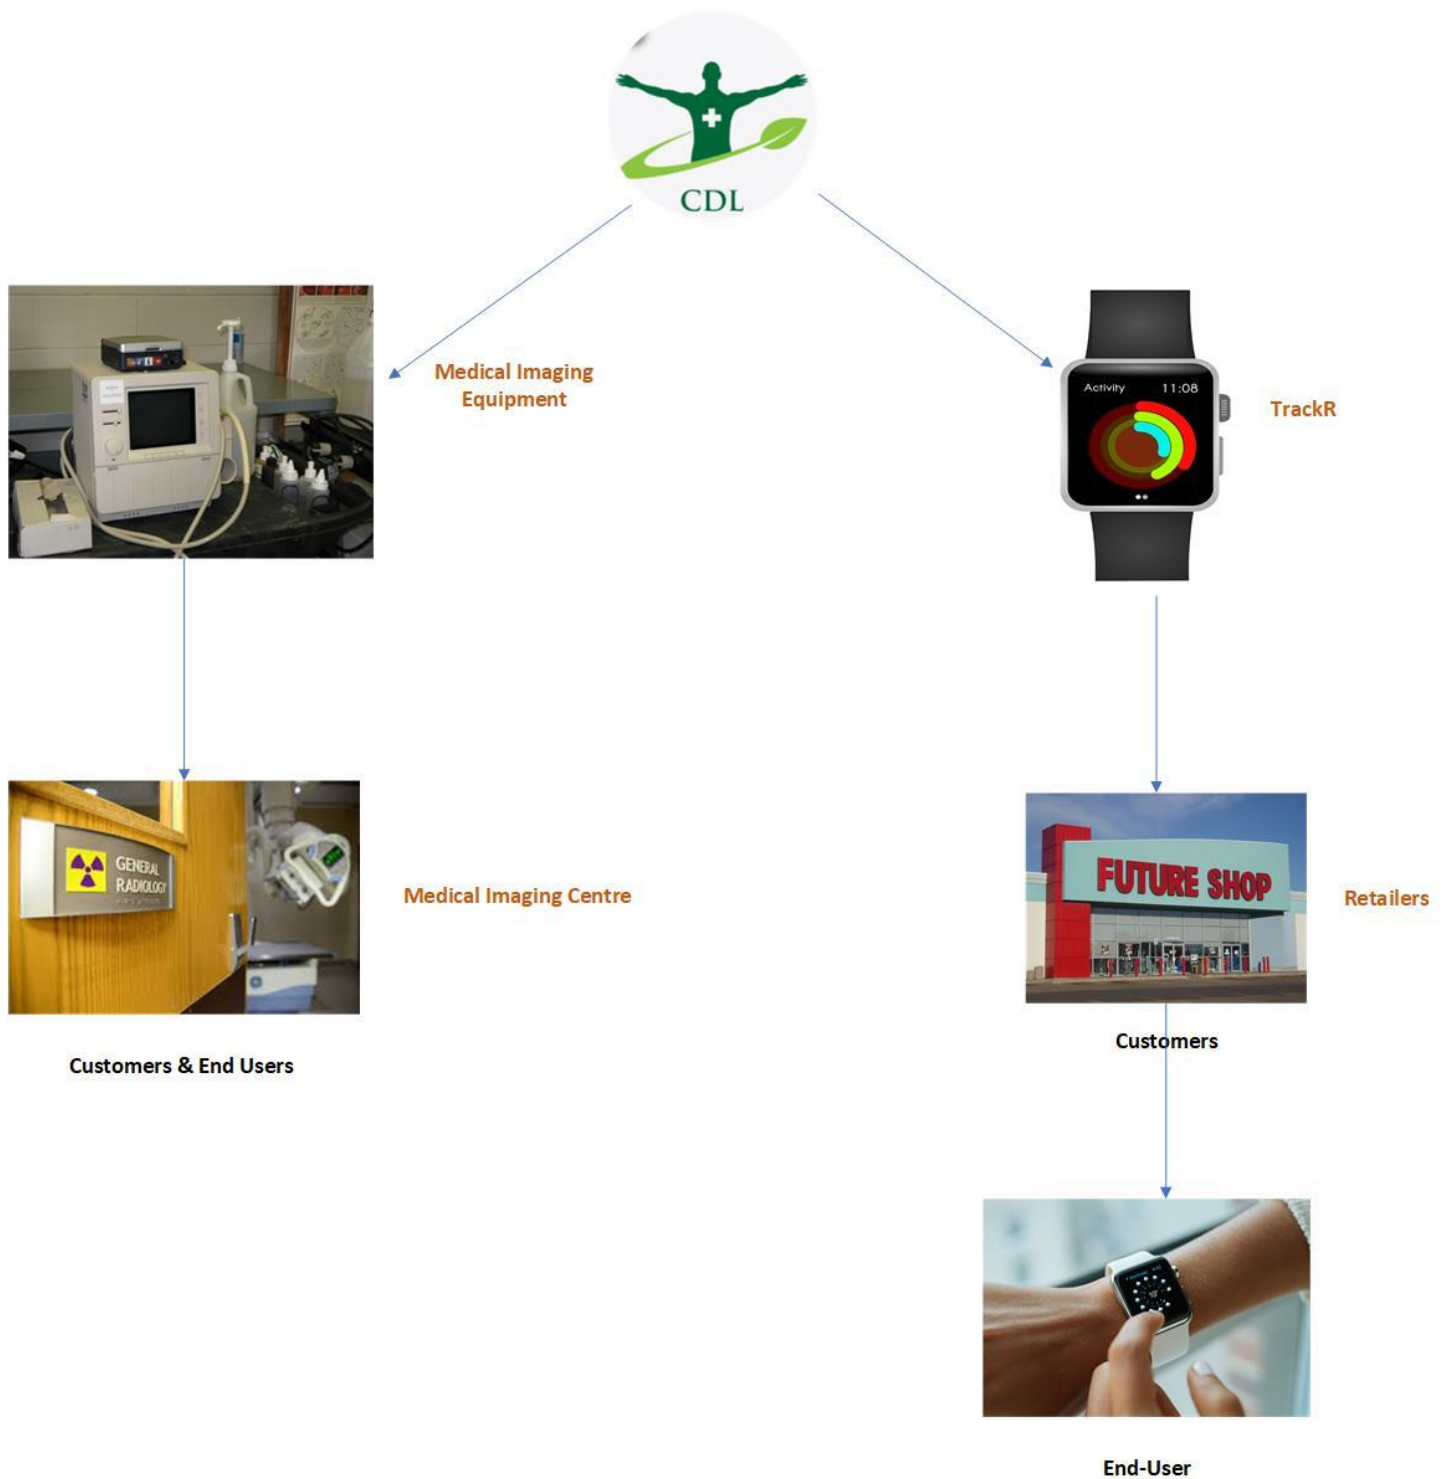 CDL
Medical Imaging
Equipment
Activity 11:08
TrackR
GENERAL
RADIOLOGY
Medical Imaging Centre
FUTURE SHOP
Retailers
Customers
Customers & End Users
End-User